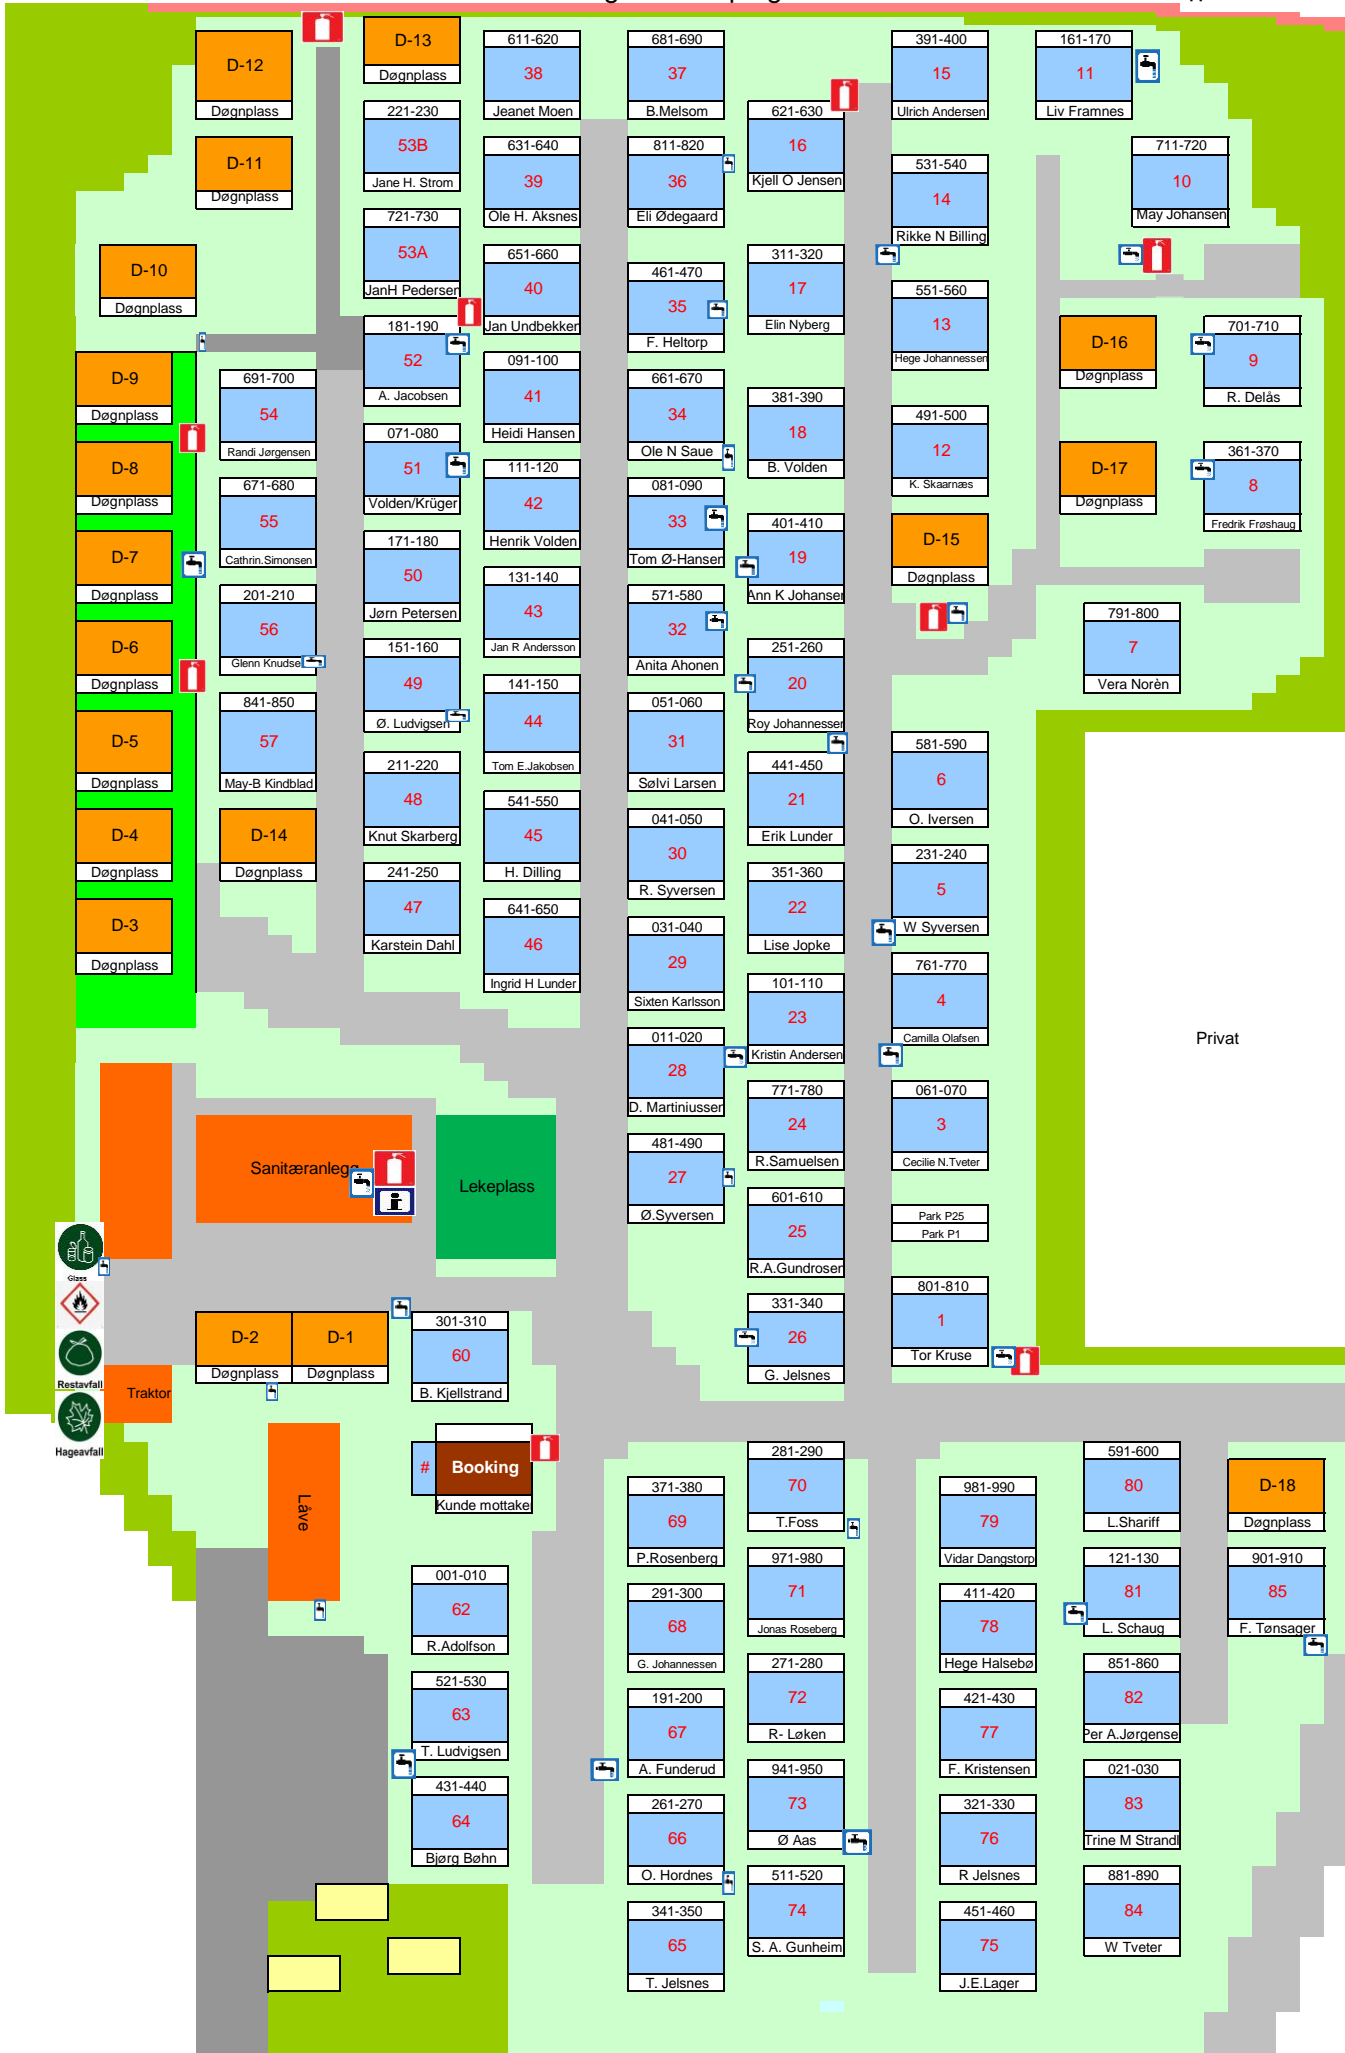 D-12
Døgnplass
D-13
Døgnplass
611-620
38
Jeanet Moen
681-690
37
B.Melsom
391-400
15
Ulrich Andersen
161-170
11
Liv Framnes
D-11
Døgnplass
221-230
53B
Jane H. Strom
631-640
39
Ole H. Aksnes
811-820
36
Eli Ødegaard
621-630
16
Kjell O Jensen
531-540
14
Rikke N Billing
711-720
10
May Johansen
D-10
Døgnplass
721-730
53A
JanH Pedersen
651-660
40
Jan Undbekken
461-470
35
F. Heltorp
311-320
17
Elin Nyberg
551-560
13
Hege Johannessen
D-16
Døgnplass
701-710
9
R. Delås
D-9
Døgnplass
691-700
54
Randi Jørgensen
181-190
52
A. Jacobsen
091-100
41
Heidi Hansen
661-670
34
Ole N Saue
381-390
18
B. Volden
491-500
12
K. Skaarnæs
D-17
Døgnplass
361-370
8
Fredrik Frøshaug
D-8
Døgnplass
671-680
55
Cathrin.Simonsen
071-080
51
Volden/Krüger
111-120
42
Henrik Volden
081-090
33
Tom Ø-Hansen
401-410
19
Ann K Johansen
D-15
Døgnplass
D-7
Døgnplass
201-210
56
Glenn Knudse
171-180
50
Jørn Petersen
131-140
43
Jan R Andersson
571-580
32
Anita Ahonen
251-260
20
Roy Johannessen
791-800
7
Vera Norèn
D-6
Døgnplass
841-850
57
May-B Kindblad
151-160
49
Ø. Ludvigsen
141-150
44
Tom E.Jakobsen
051-060
31
Sølvi Larsen
441-450
21
Erik Lunder
581-590
6
O. Iversen
D-5
Døgnplass
211-220
48
Knut Skarberg
541-550
45
H. Dilling
041-050
30
R. Syversen
351-360
22
Lise Jopke
231-240
5
W Syversen
D-4
Døgnplass
D-14
Døgnplass
241-250
47
Karstein Dahl
641-650
46
Ingrid H Lunder
031-040
29
Sixten Karlsson
101-110
23
Kristin Andersen
761-770
4
Camilla Olafsen
D-3
Døgnplass
Privat
011-020
28
D. Martiniussen
771-780
24
R.Samuelsen
061-070
3
Cecilie N.Tveter
Sanitæranlegg
Lekeplass
481-490
27
Ø.Syversen
601-610
25
R.A.Gundrosen
Park P25
Park P1
Glass
Restavfall
Hageavfall
Traktor
D-2
Døgnplass
D-1
Døgnplass
301-310
60
B. Kjellstrand
331-340
26
G. Jelsnes
801-810
1
Tor Kruse
#
Booking
Kunde mottaker
Låve
371-380
69
P.Rosenberg
281-290
70
T.Foss
981-990
79
Vidar Dangstorp
591-600
80
L.Shariff
D-18
Døgnplass
001-010
62
R.Adolfson
291-300
68
G. Johannessen
971-980
71
Jonas Roseberg
411-420
78
Hege Halsebø
121-130
81
L. Schaug
901-910
85
F. Tønsager
521-530
63
T. Ludvigsen
191-200
67
A. Funderud
271-280
72
R- Løken
421-430
77
F. Kristensen
851-860
82
Per A.Jørgense
431-440
64
Bjørg Bøhn
261-270
66
O. Hordnes
941-950
73
Ø Aas
321-330
76
R Jelsnes
021-030
83
Trine M Strandl
341-350
65
T. Jelsnes
511-520
74
S. A. Gunheim
451-460
75
J.E.Lager
881-890
84
W Tveter